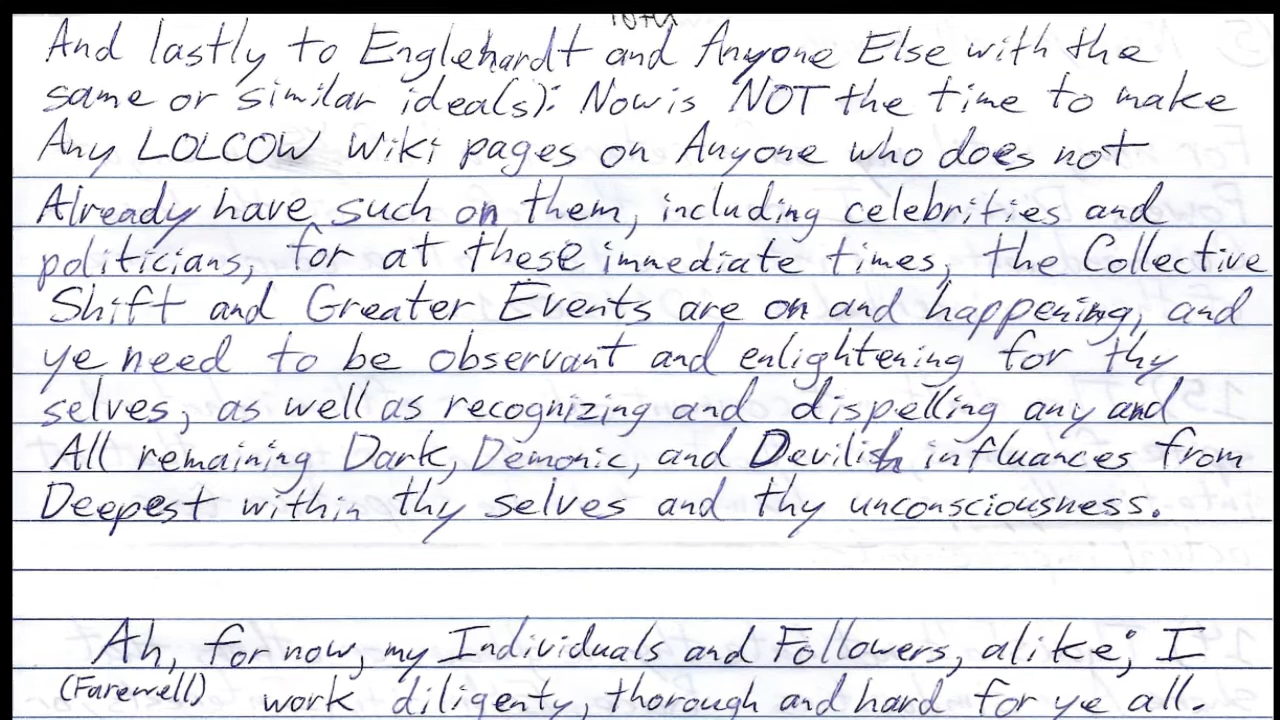 And lastly to Englehardt and Anyone Else with the
same or similar idea(s): Now is NOT the time to make
Any LOLCOW Wiki pages on Anyone who does not
Already have such on them, including celebrities and
politicians, for at these immediate times, the Collective
Shift and Greater Events are on and happening, and
ye need to be observant and enlightening for thy
selves, as well as recognizing and dispelling any and
All remaining Dark, Demonic, and Devilish influances from
Deepest within thy selves and thy unconsciousness.
Ah, for now, my Individuals and Followers, alike; I
(Farewell) work diligenty, thorough and hard for ye all.